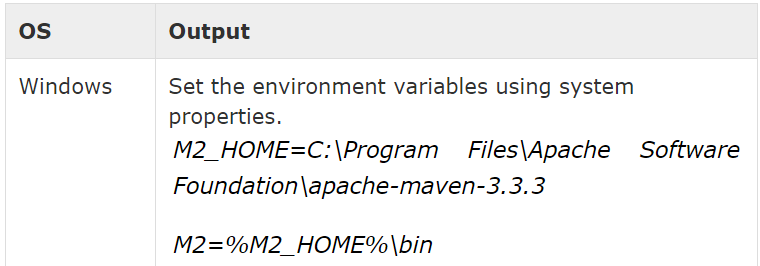 OS Output
Windows Set the environment variables using system
properties.
M2_HOME=C:\Program Files\Apache Software
Foundation\apache-maven-3.3.3
M2=%M2_HOME%\bin